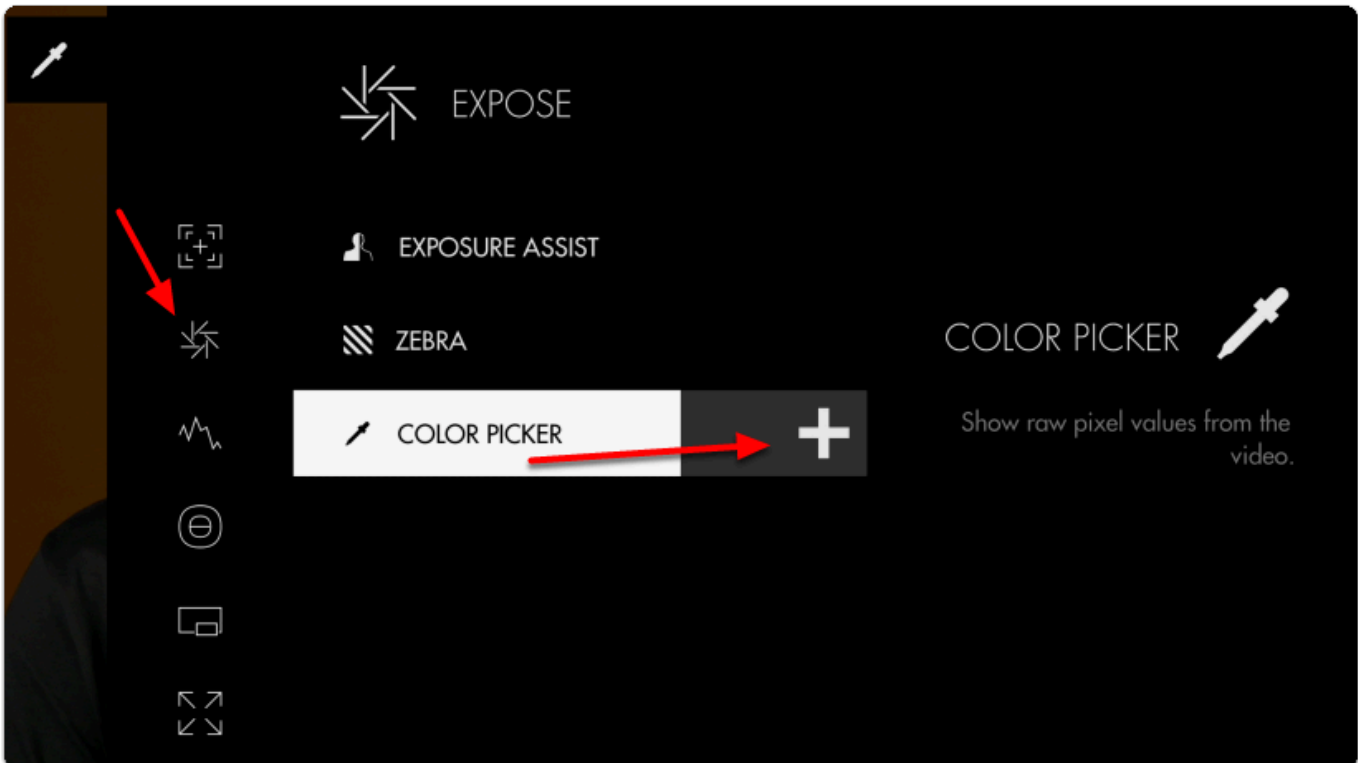 EXPOSE
EXPOSURE ASSIST
ZEBRA
COLOR PICKER
COLOR PICKER
Show raw pixel values from the
video.